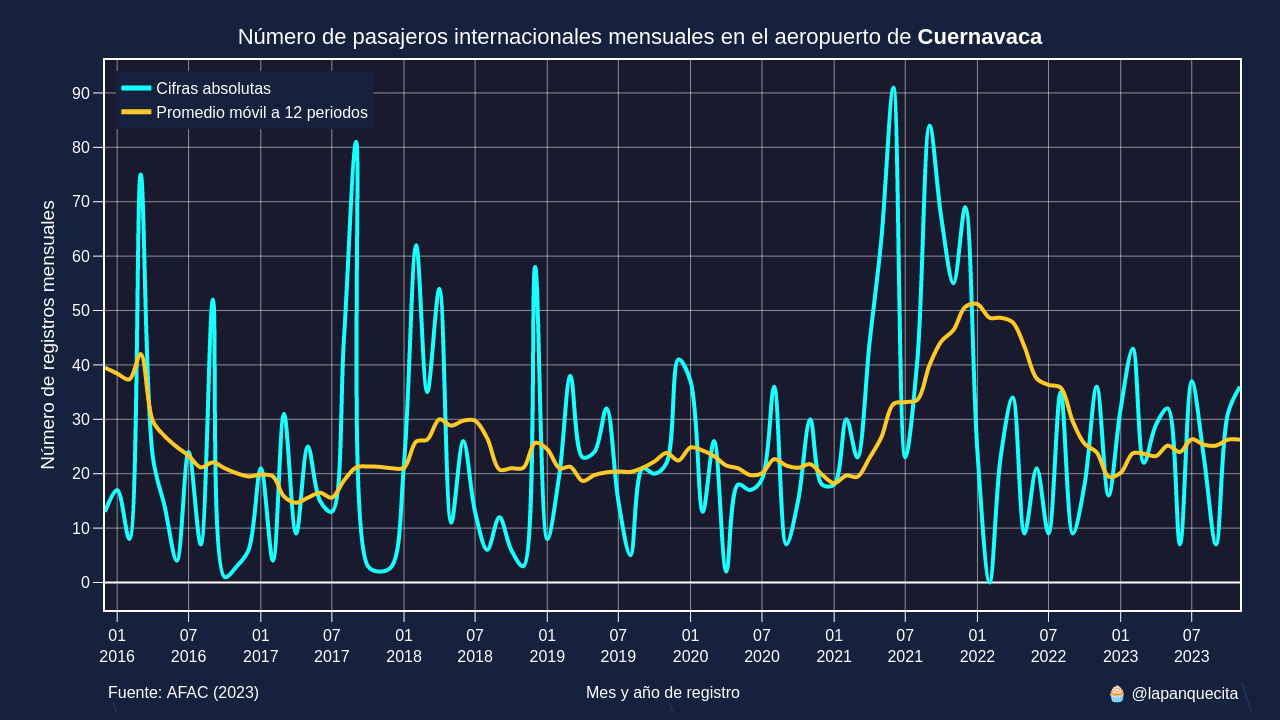 Número de pasajeros internacionales mensuales en el aeropuerto de Cuernavaca
Cifras absolutas
Promedio móvil a 12 periodos
Número de registros mensuales
90
80
70
60
50
40
30
20
10
0
01 07 01 07 01 07 01 07 01 07 01 07 01 07 01 07
2016 2016 2017 2017 2018 2018 2019 2019 2020 2020 2021 2021 2022 2022 2023 2023
Fuente: AFAC (2023) Mes y año de registro 🧁 @lapanquecita